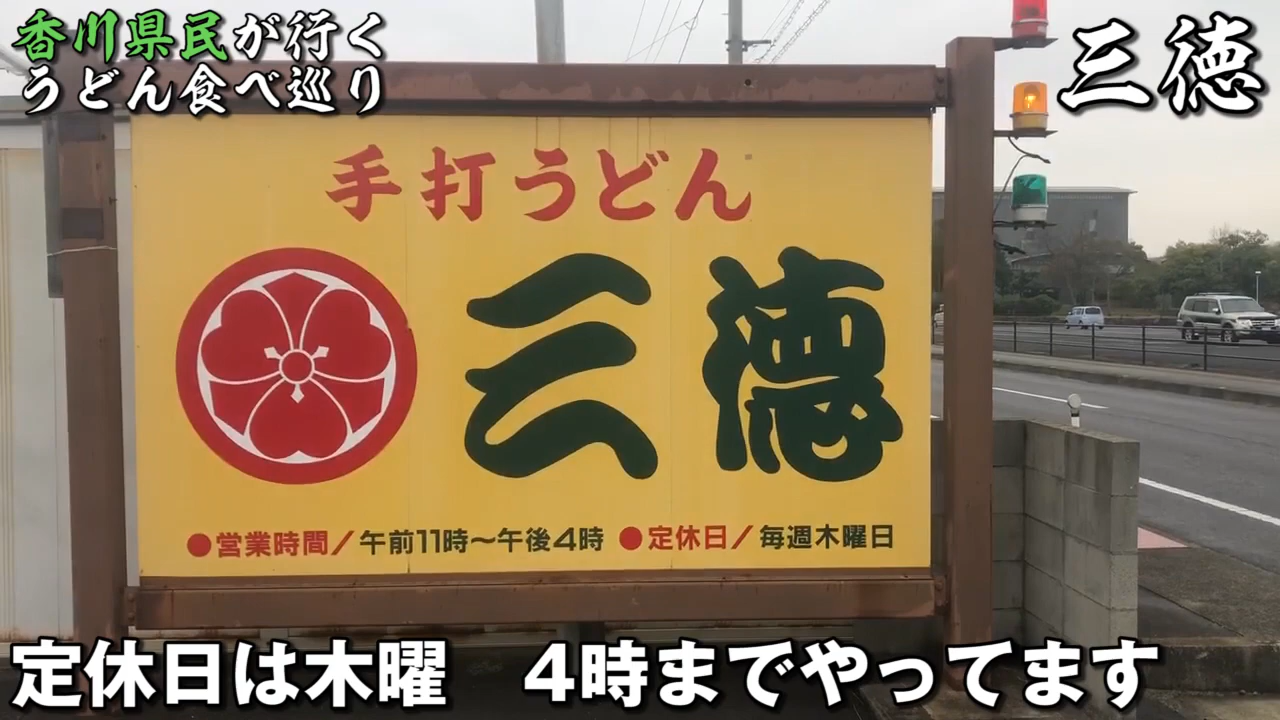 香川県民が行く
うどん食べ巡り
三徳
手打うどん
三徳
●営業時間/午前11時～午後4時 ●定休日/毎週木曜日
定休日は木曜 4時までやってます